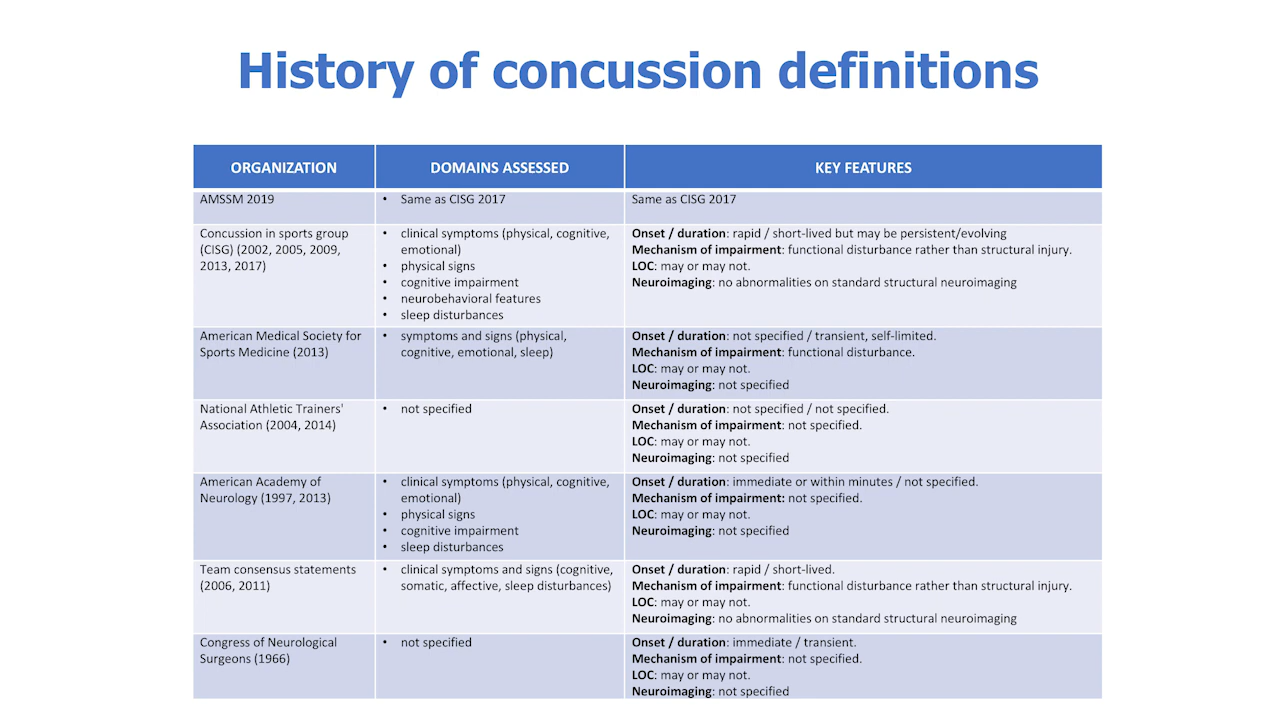 History of concussion definitions
ORGANIZATION
DOMAINS ASSESSED
KEY FEATURES
AMSSM 2019
• Same as CISG 2017
Same as CISG 2017
Concussion in sports group
(CISG) (2002, 2005, 2009,
2013, 2017)
• clinical symptoms (physical, cognitive,
emotional)
• physical signs
• cognitive impairment
• neurobehavioral features
• sleep disturbances
Onset / duration: rapid / short-lived but may be persistent/evolving
Mechanism of impairment: functional disturbance rather than structural injury.
LOC: may or may not.
Neuroimaging: no abnormalities on standard structural neuroimaging
American Medical Society for
Sports Medicine (2013)
• symptoms and signs (physical,
cognitive, emotional, sleep)
Onset / duration: not specified / transient, self-limited.
Mechanism of impairment: functional disturbance.
LOC: may or may not.
Neuroimaging: not specified
National Athletic Trainers'
Association (2004, 2014)
• not specified
Onset / duration: not specified / not specified.
Mechanism of impairment: not specified.
LOC: may or may not.
Neuroimaging: not specified
American Academy of
Neurology (1997, 2013)
• clinical symptoms (physical, cognitive,
emotional)
• physical signs
• cognitive impairment
• sleep disturbances
Onset / duration: immediate or within minutes / not specified.
Mechanism of impairment: not specified.
LOC: may or may not.
Neuroimaging: not specified
Team consensus statements
(2006, 2011)
• clinical symptoms and signs (cognitive,
somatic, affective, sleep disturbances)
Onset / duration: rapid / short-lived.
Mechanism of impairment: functional disturbance rather than structural injury.
LOC: may or may not.
Neuroimaging: no abnormalities on standard structural neuroimaging
Congress of Neurological
Surgeons (1966)
• not specified
Onset / duration: immediate / transient.
Mechanism of impairment: not specified.
LOC: may or may not.
Neuroimaging: not specified